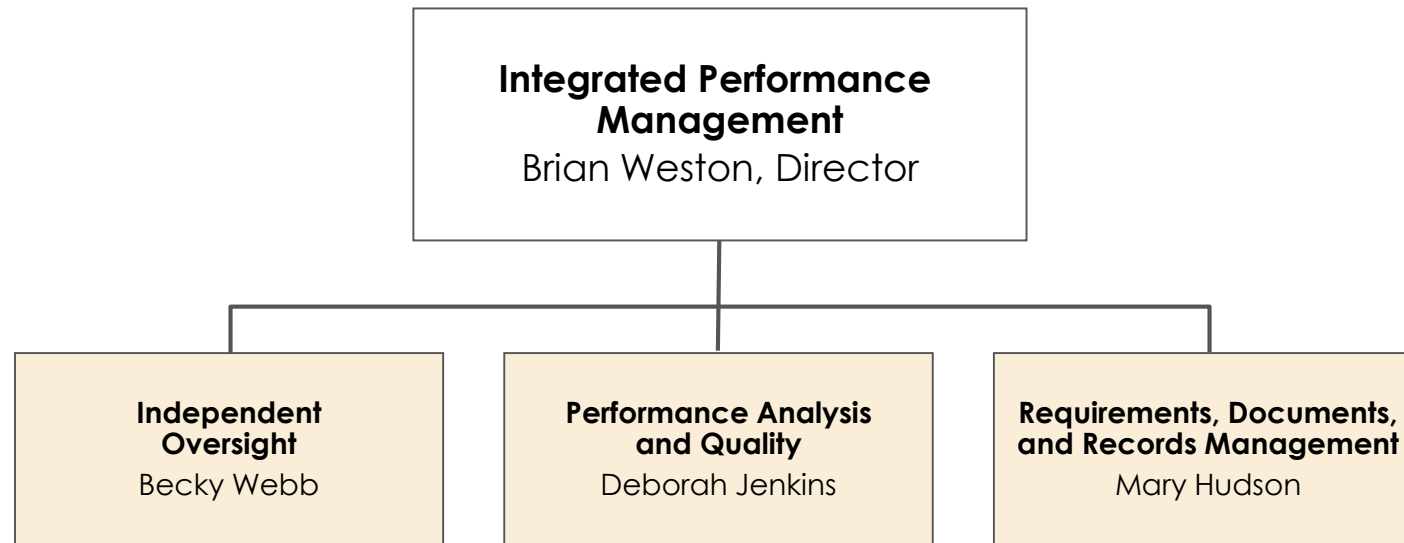 Integrated Performance
Management
Brian Weston, Director
Independent
Oversight
Becky Webb
Performance Analysis
and Quality
Deborah Jenkins
Requirements, Documents,
and Records Management
Mary Hudson